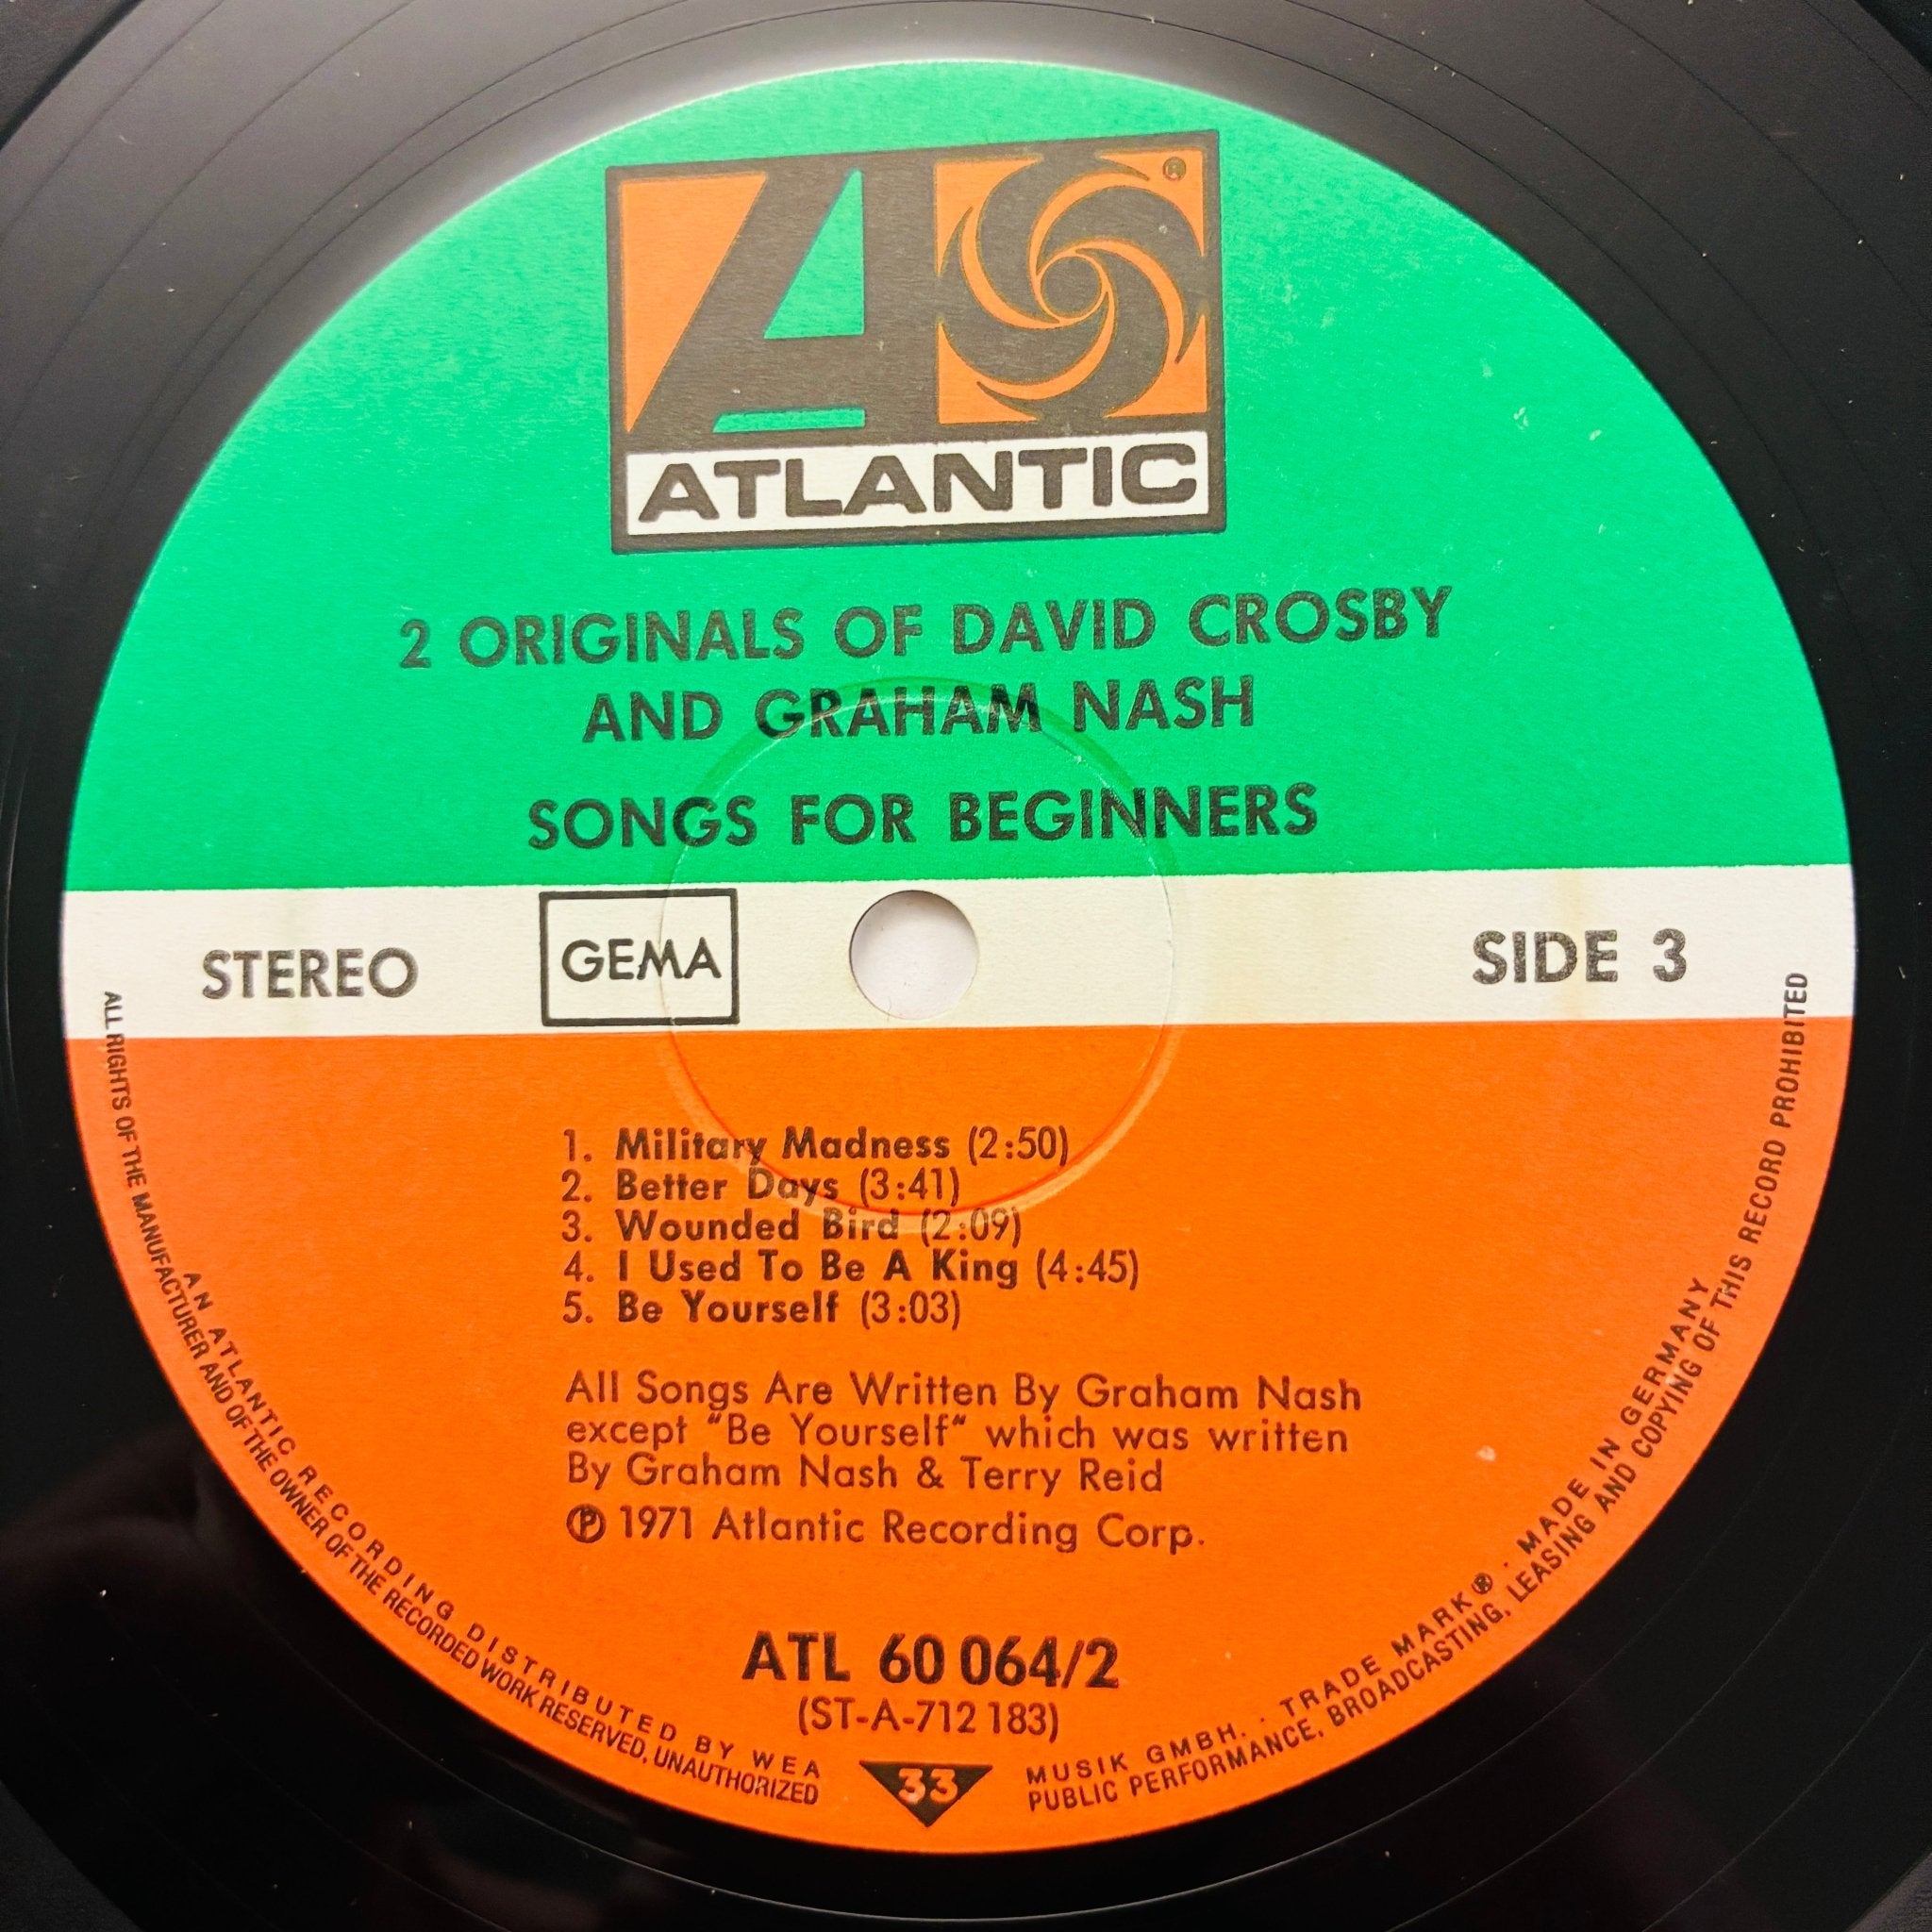 ATLANTIC
®
2 ORIGINALS OF DAVID CROSBY
AND GRAHAM NASH
SONGS FOR BEGINNERS
STEREO
GEMA
SIDE 3
1. Military Madness (2:50)
2. Better Days (3:41)
3. Wounded Bird (2:09)
4. I Used To Be A King (4:45)
5. Be Yourself (3:03)
All Songs Are Written By Graham Nash
except "Be Yourself" which was written
By Graham Nash & Terry Reid
℗ 1971 Atlantic Recording Corp.
ATL 60 064/2
(ST-A-712 183)
33
AN ATLANTIC RECORDING DISTRIBUTED BY WEA MUSIK GMBH. . TRADE MARK ® . MADE IN GERMANY
ALL RIGHTS OF THE MANUFACTURER AND OF THE OWNER OF THE RECORDED WORK RESERVED, UNAUTHORIZED PUBLIC PERFORMANCE, BROADCASTING, LEASING AND COPYING OF THIS RECORD PROHIBITED